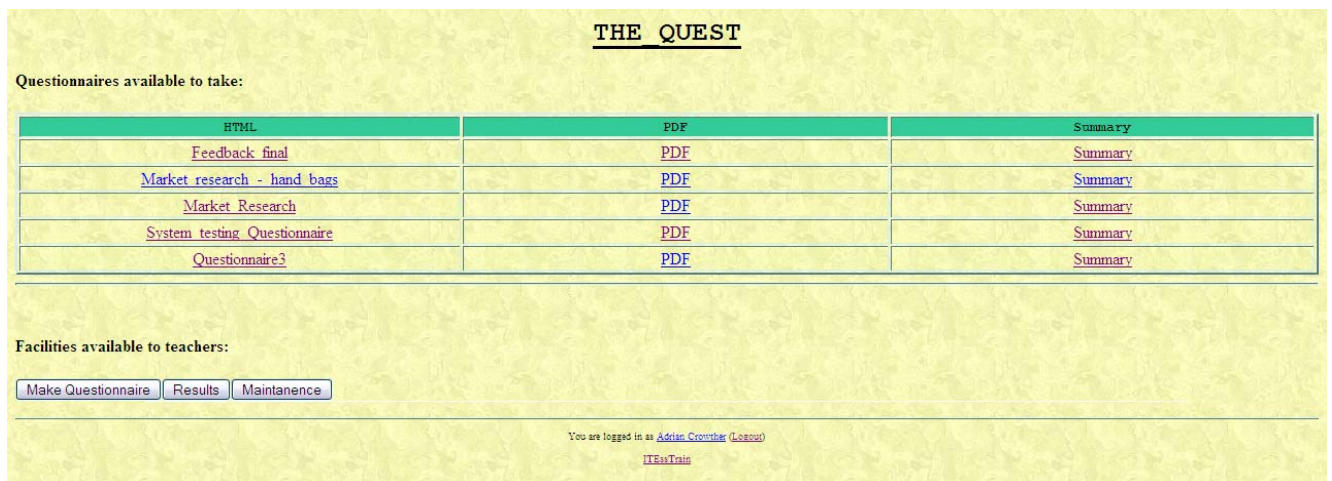 THE_QUEST
Questionnaires available to take:
HTML PDF Summary
Feedback_final PDF Summary
Market_research_-_hand_bags PDF Summary
Market_Research PDF Summary
System_testing_Questionnaire PDF Summary
Questionnaire3 PDF Summary
Facilities available to teachers:
Make Questionnaire Results Maintanence
You are logged in as Adrian Crowther (Logout)
ITEssTrain